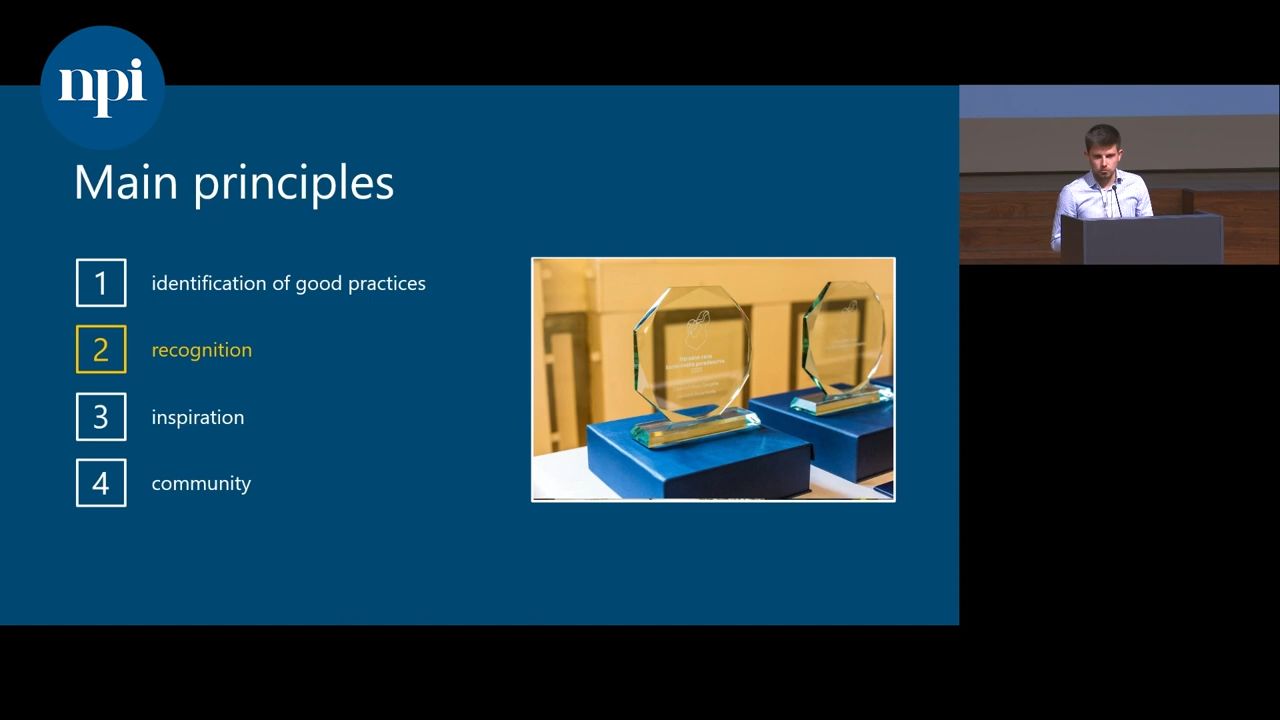 npi
Main principles
1 identification of good practices
2 recognition
3 inspiration
4 community